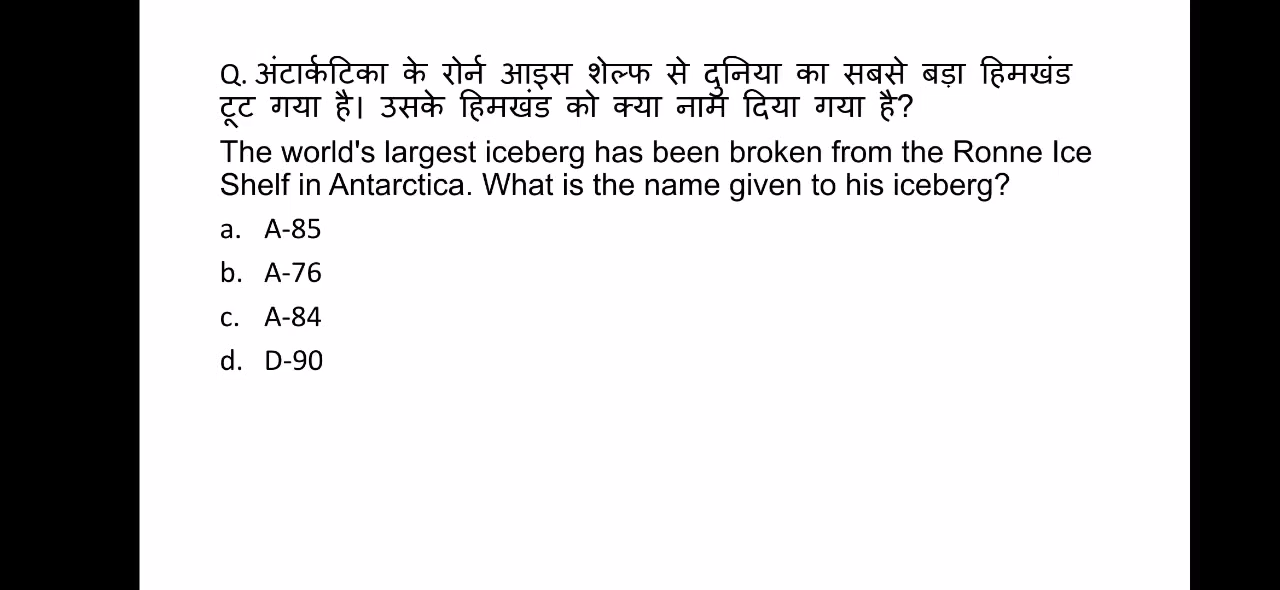 Q. अंटार्कटिका के रोर्न आइस शेल्फ से दुनिया का सबसे बड़ा हिमखंड
टूट गया है। उसके हिमखंड को क्या नाम दिया गया है?
The world's largest iceberg has been broken from the Ronne Ice
Shelf in Antarctica. What is the name given to his iceberg?
a. A-85
b. A-76
c. A-84
d. D-90